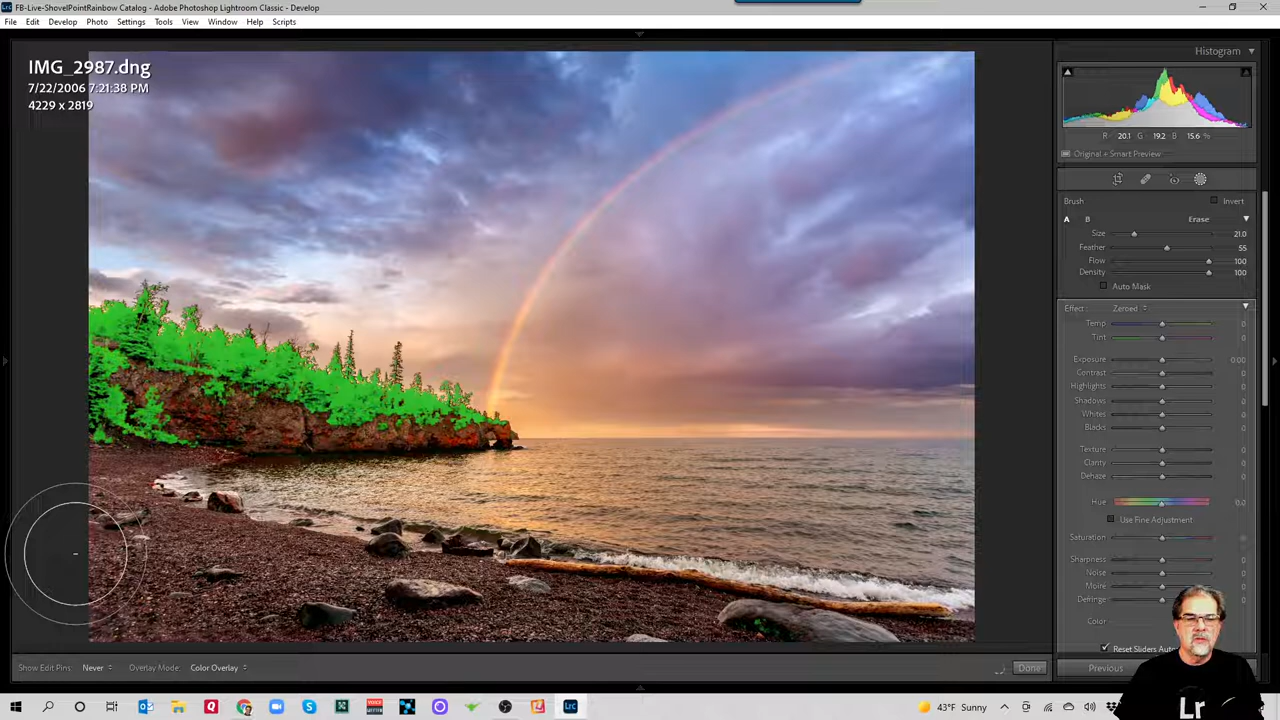 FB-Live-ShovelPointRainbow Catalog - Adobe Photoshop Lightroom Classic - Develop
File Edit Develop Photo Settings Tools View Window Help Scripts
IMG_2987.dng
7/22/2006 7:21:38 PM
4229 x 2819
Histogram
R 20.1 G 19.2 B 15.6 %
Original + Smart Preview
Brush Invert
A B Erase
Size 21.0
Feather 55
Flow 100
Density 100
Auto Mask
Effect: Zeroed
Temp 0
Tint 0
Exposure 0.00
Contrast 0
Highlights 0
Shadows 0
Whites 0
Blacks 0
Texture 0
Clarity 0
Dehaze 0
Hue 0.0
Use Fine Adjustment
Saturation
Sharpness 0
Noise 0
Moire 0
Defringe 0
Color
Reset Sliders
Show Edit Pins: Never Overlay Mode: Color Overlay Done Previous
43°F Sunny
Lrc
Lr